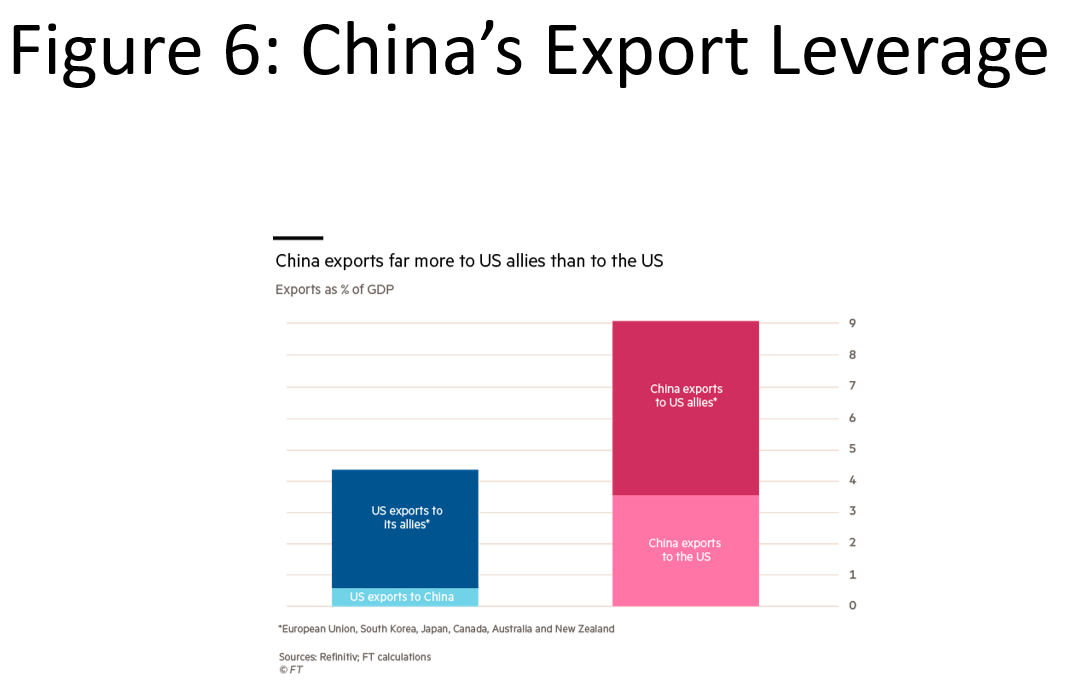 Figure 6: China’s Export Leverage
China exports far more to US allies than to the US
Exports as % of GDP
9
8
7
6
5
4
3
2
1
0
US exports to
its allies*
US exports to China
China exports
to US allies*
China exports
to the US
*European Union, South Korea, Japan, Canada, Australia and New Zealand
Sources: Refinitiv; FT calculations
© FT